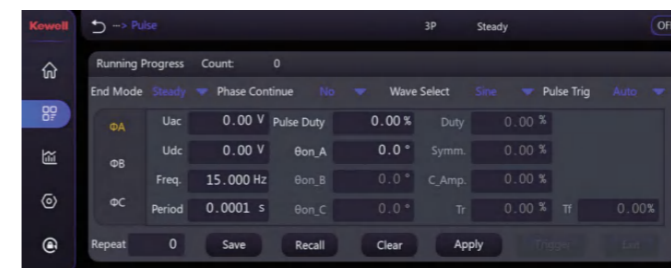 Kewell ---> Pulse 3P Steady
Running Progress Count: 0
End Mode Steady Phase Continue No Wave Select Sine Pulse Trig Auto
ΦA Uac 0.00 V Pulse Duty 0.00 % Duty 0.00 %
Udc 0.00 V θon_A 0.0 ° Symm. 0.00 %
ΦB
Freq. 15.000 Hz θon_B 0.0 ° C_Amp. 0.00 %
ΦC Period 0.0001 s θon_C 0.0 ° Tr 0.00 % Tf 0.00%
Repeat 0 Save Recall Clear Apply Trigger List